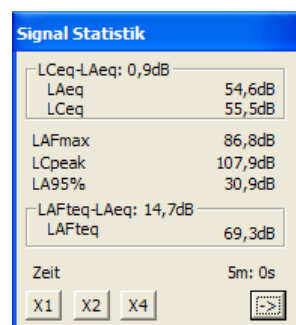 Signal Statistik
LCeq-LAeq: 0,9dB
LAeq 54,6dB
LCeq 55,5dB
LAFmax 86,8dB
LCpeak 107,9dB
LA95% 30,9dB
LAFteq-LAeq: 14,7dB
LAFteq 69,3dB
Zeit 5m: 0s
X1 X2 X4 ->